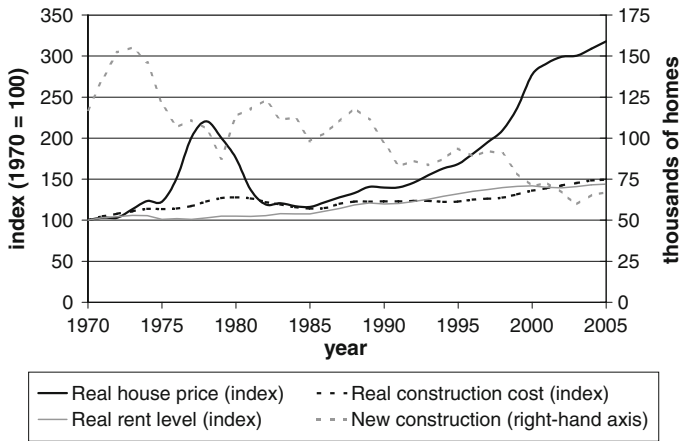 350
300
250
200
150
100
50
0
index (1970 = 100)
175
150
125
100
75
50
25
0
thousands of homes
1970 1975 1980 1985 1990 1995 2000 2005
year
Real house price (index) Real construction cost (index)
Real rent level (index) New construction (right-hand axis)